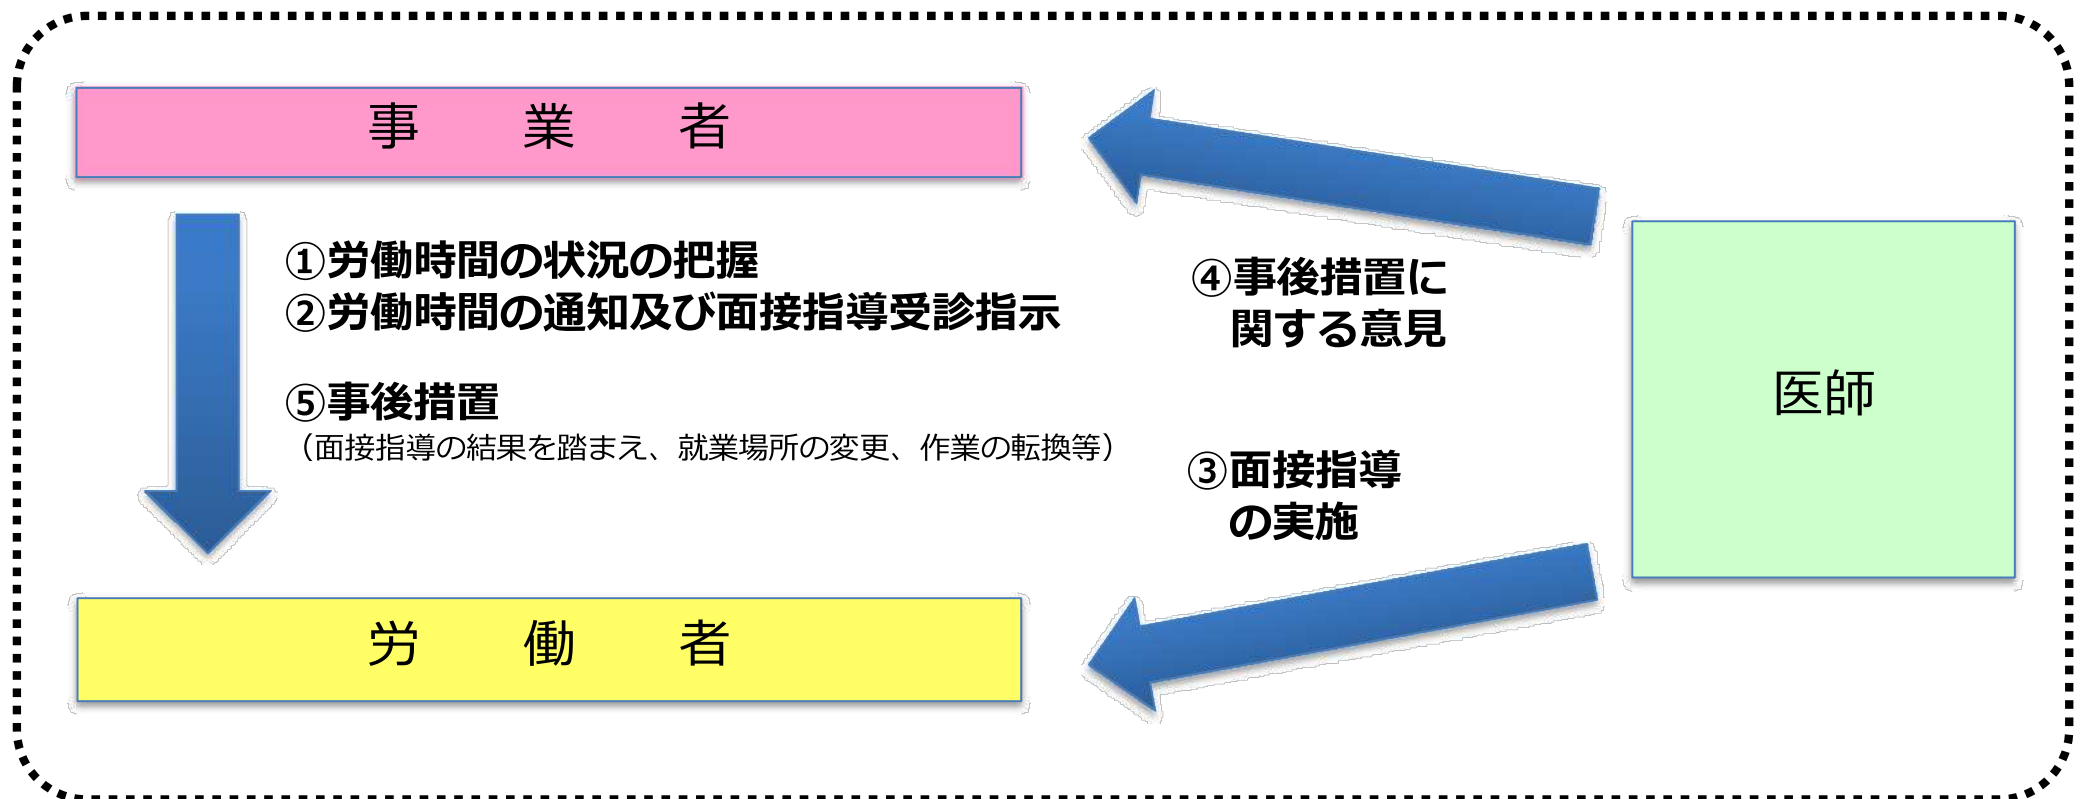 事業者
①労働時間の状況の把握
②労働時間の通知及び面接指導受診指示
⑤事後措置
（面接指導の結果を踏まえ、就業場所の変更、作業の転換等）
労働者
④事後措置に
関する意見
③面接指導
の実施
医師